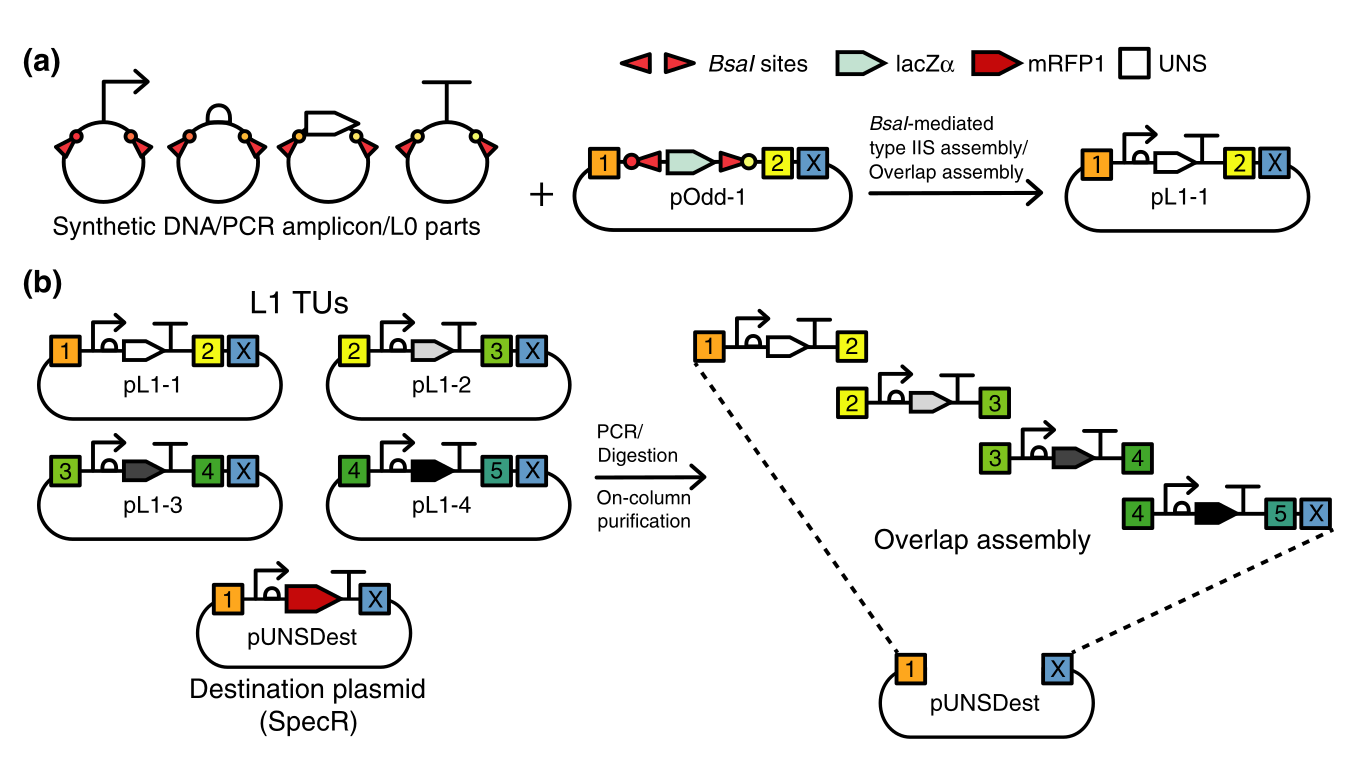 (a)
BsaI sites
lacZα
mRFP1
UNS
Synthetic DNA/PCR amplicon/L0 parts
+
1
2
X
pOdd-1
BsaI-mediated
type IIS assembly/
Overlap assembly
1
2
X
pL1-1
(b)
L1 TUs
1
2
X
pL1-1
2
3
X
pL1-2
3
4
X
pL1-3
4
5
X
pL1-4
1
X
pUNSDest
Destination plasmid
(SpecR)
PCR/
Digestion
On-column
purification
1
2
2
3
3
4
4
5
X
Overlap assembly
1
X
pUNSDest